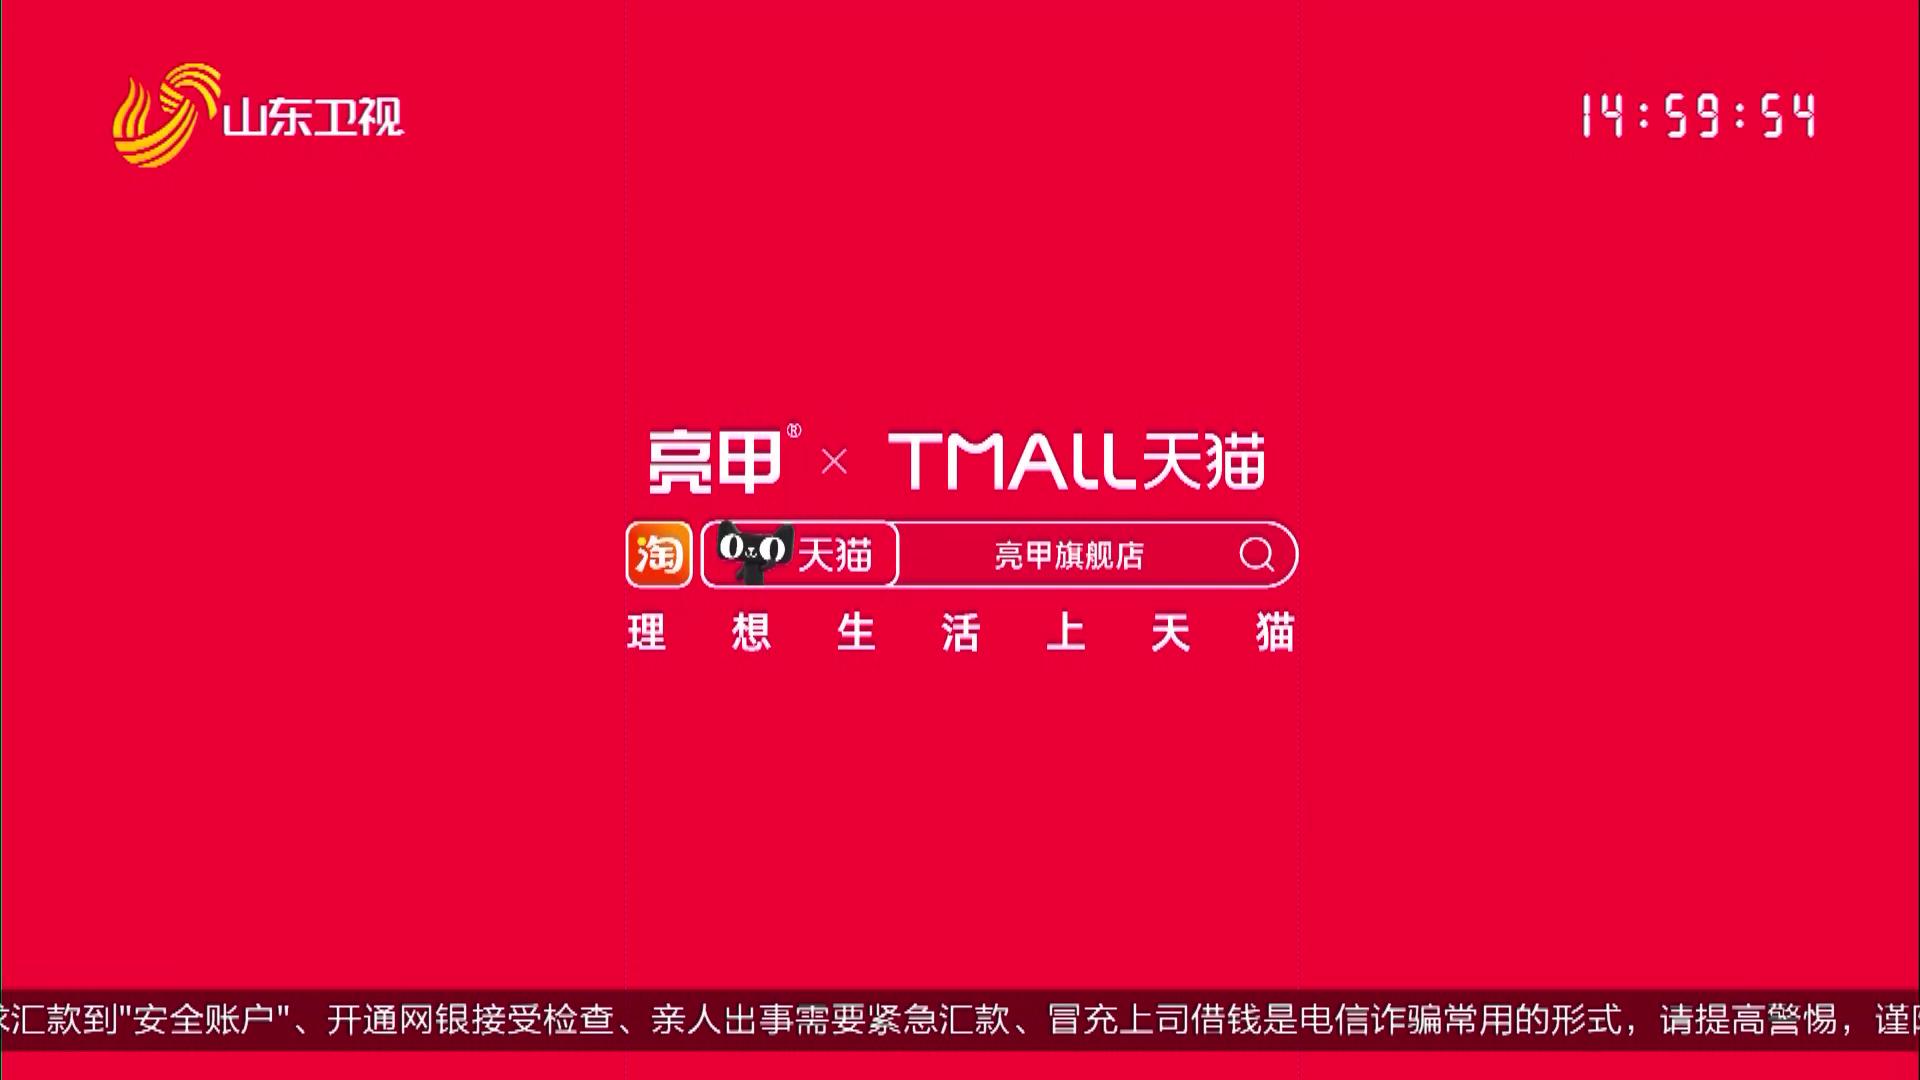 山东卫视
14:59:54
亮甲® × TMALL天猫
淘 天猫 亮甲旗舰店
理想生活上天猫
汇款到"安全账户"、开通网银接受检查、亲人出事需要紧急汇款、冒充上司借钱是电信诈骗常用的形式，请提高警惕，谨